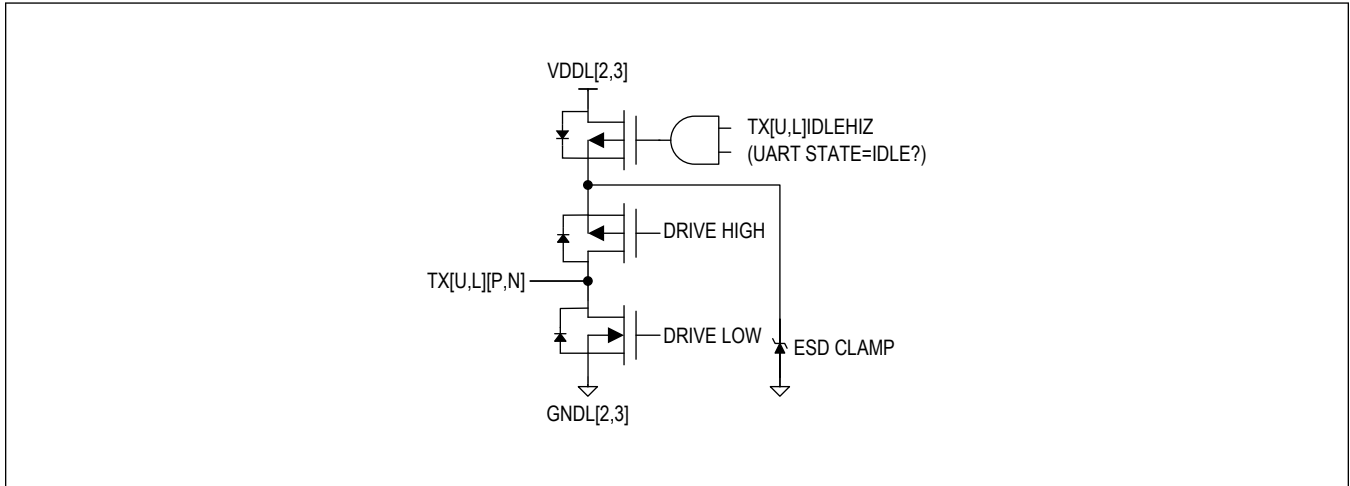 VDDL[2,3]
TX[U,L]IDLEHIZ
(UART STATE=IDLE?)
DRIVE HIGH
TX[U,L][P,N]
DRIVE LOW
ESD CLAMP
GNDL[2,3]